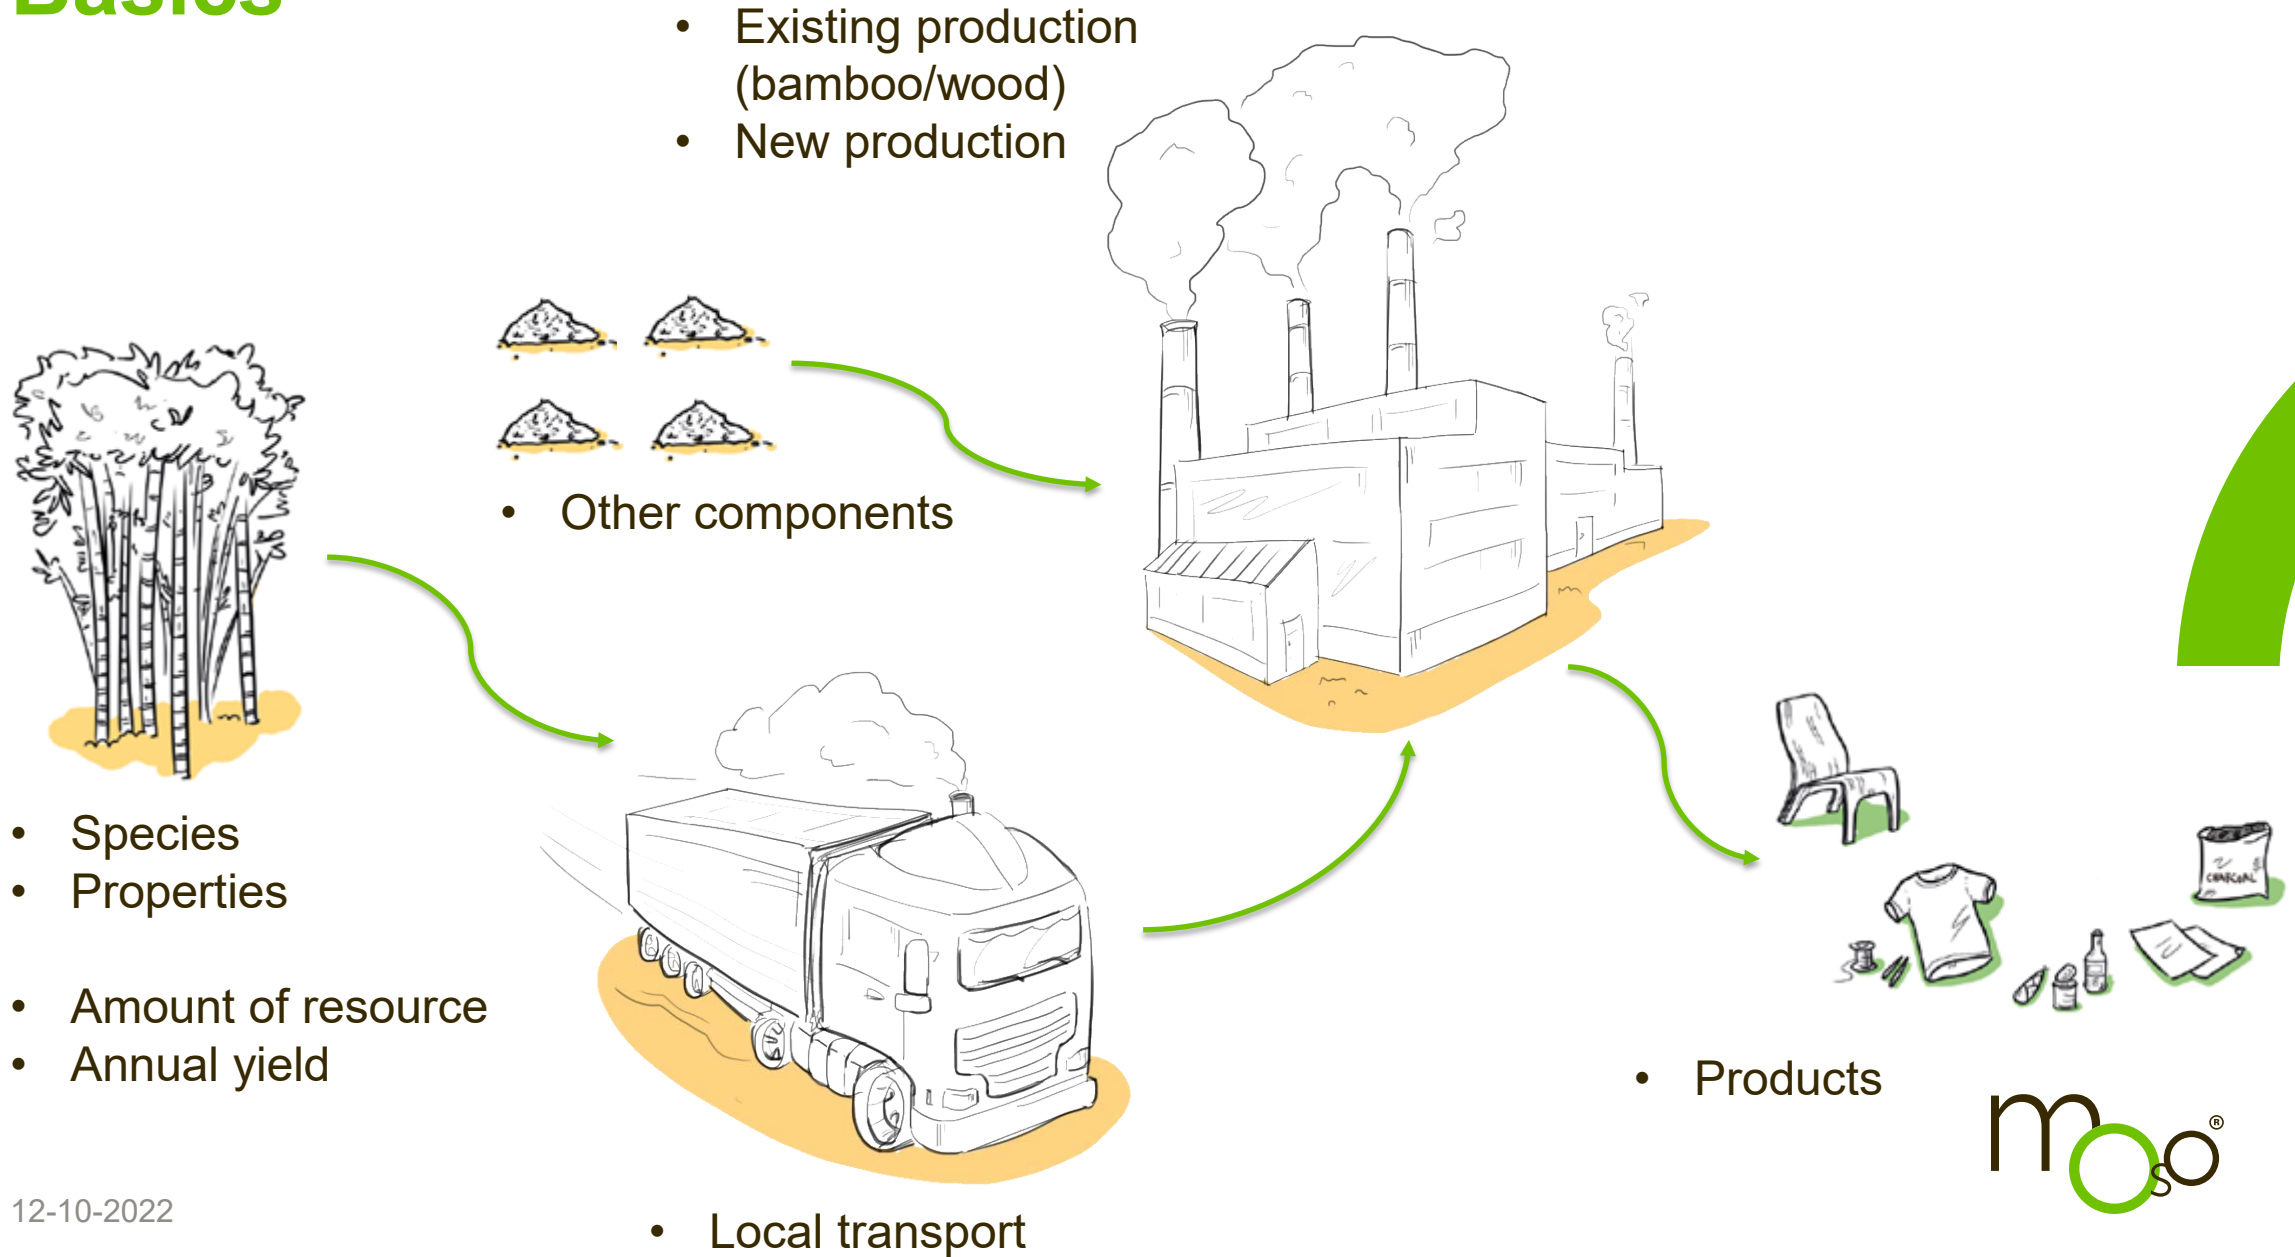 Basics
• Existing production
(bamboo/wood)
• New production
• Other components
• Species
• Properties
• Amount of resource
• Annual yield
CHARCOAL
• Products
moso®
12-10-2022
• Local transport